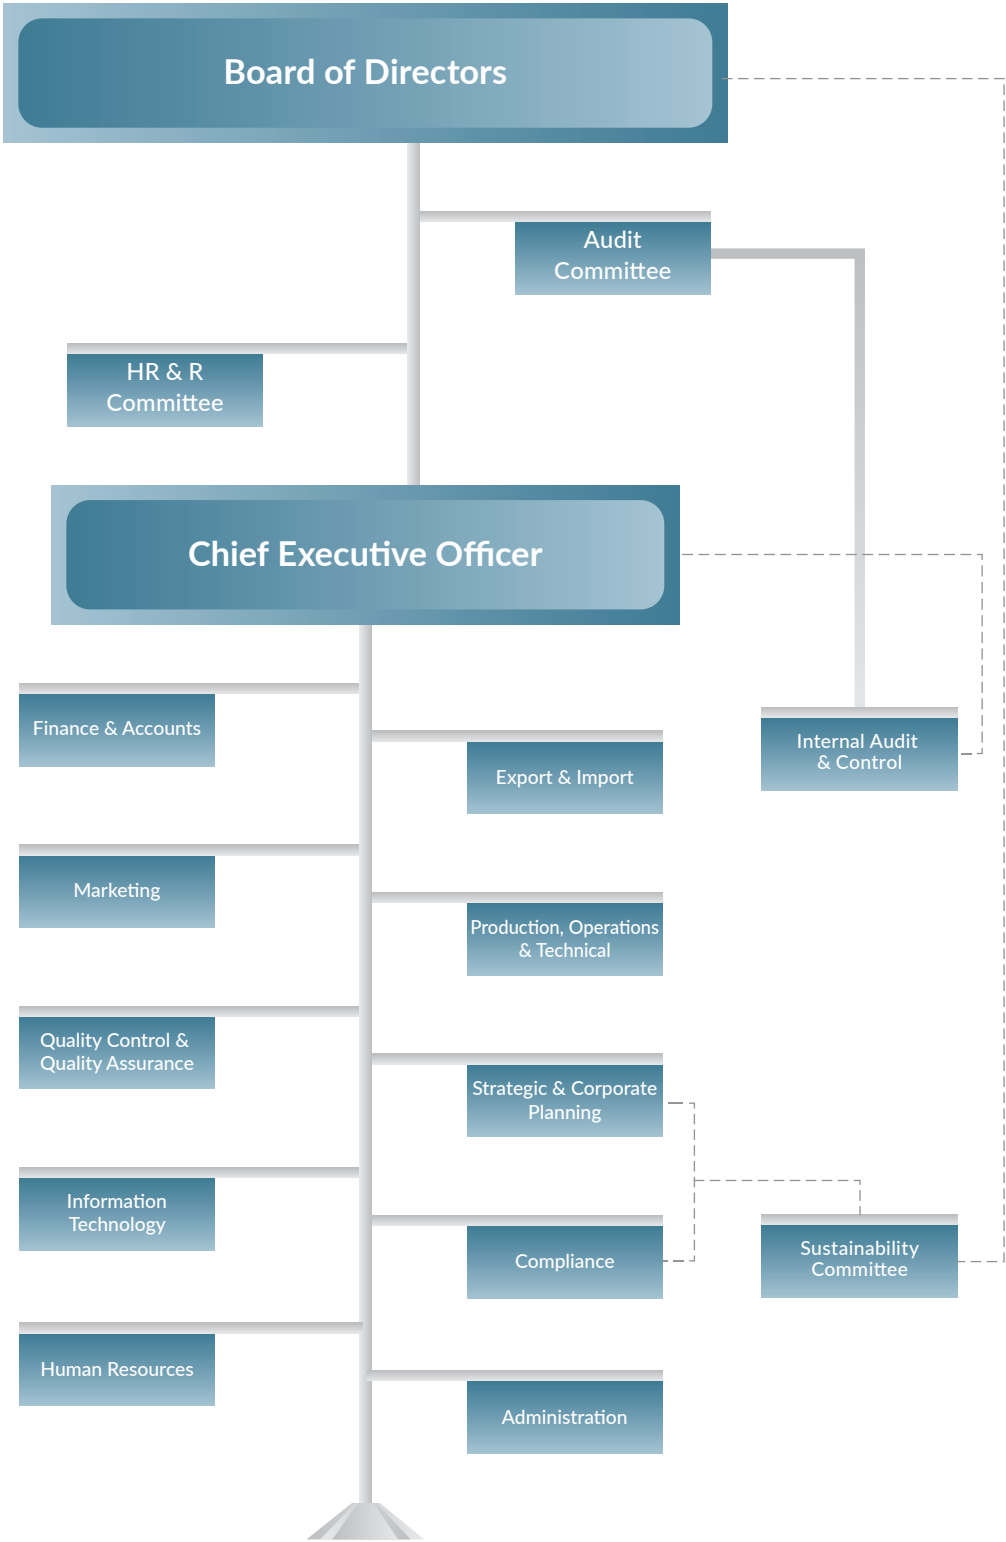 Board of Directors
Audit
Committee
HR & R
Committee
Chief Executive Officer
Finance & Accounts
Export & Import
Internal Audit
& Control
Marketing
Production, Operations
& Technical
Quality Control &
Quality Assurance
Strategic & Corporate
Planning
Information
Technology
Compliance
Sustainability
Committee
Human Resources
Administration